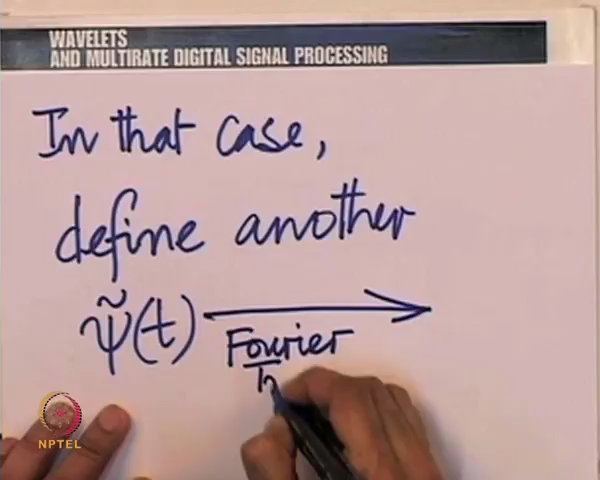 WAVELETS
AND MULTIRATE DIGITAL SIGNAL PROCESSING
In that case,
define another
ψ̃(t) ⟶
Fourier
NPTEL